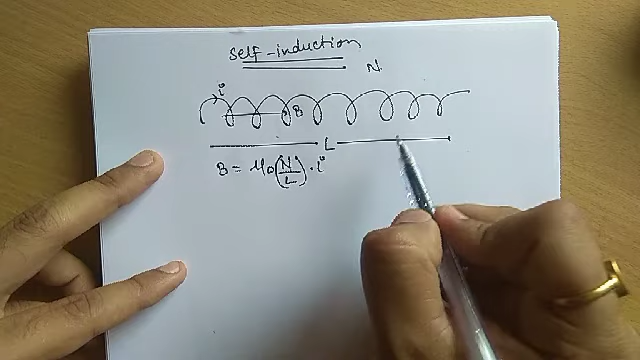 Self-induction
N
i
B
L
B = μ0 (N/L) . i